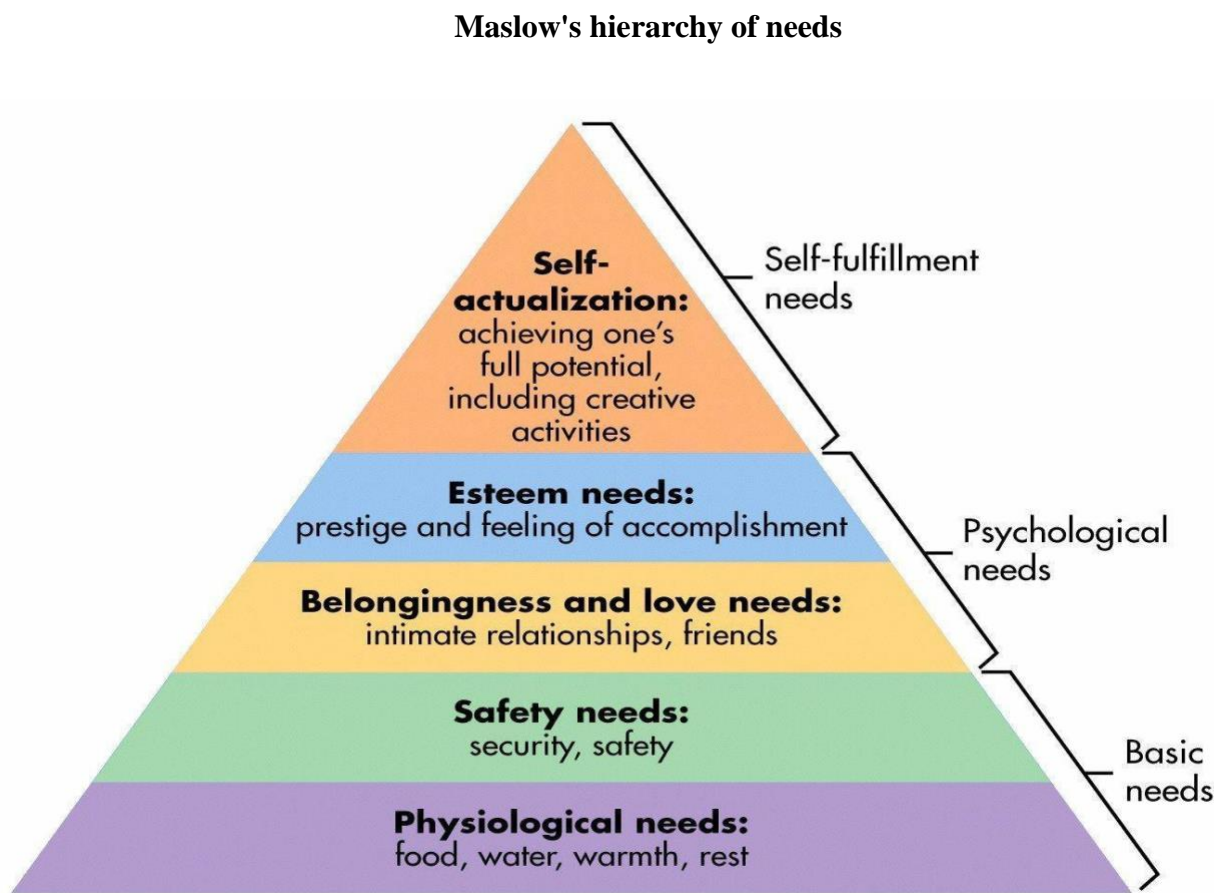 Maslow's hierarchy of needs
Self-
actualization:
achieving one's
full potential,
including creative
activities
Self-fulfillment
needs
Esteem needs:
prestige and feeling of accomplishment
Psychological
needs
Belongingness and love needs:
intimate relationships, friends
Safety needs:
security, safety
Basic
needs
Physiological needs:
food, water, warmth, rest